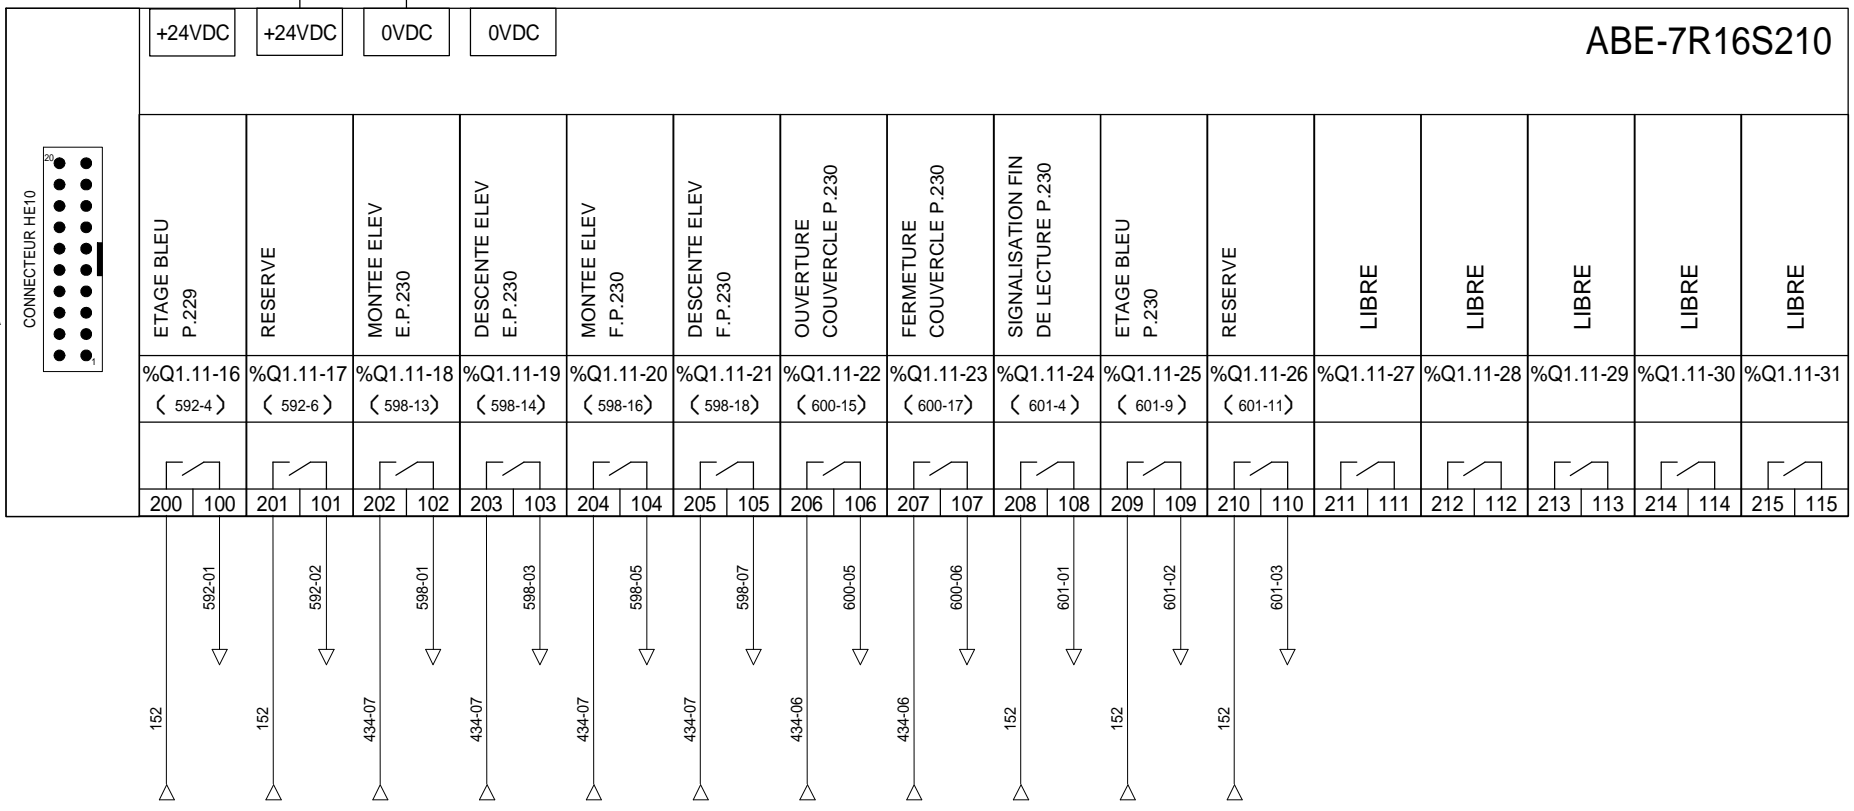 +24VDC +24VDC 0VDC 0VDC
ABE-7R16S210
CONNECTEUR HE10
20
1
ETAGE BLEU
P.229
RESERVE
MONTEE ELEV
E.P.230
DESCENTE ELEV
E.P.230
MONTEE ELEV
F.P.230
DESCENTE ELEV
F.P.230
OUVERTURE
COUVERCLE P.230
FERMETURE
COUVERCLE P.230
SIGNALISATION FIN
DE LECTURE P.230
ETAGE BLEU
P.230
RESERVE
LIBRE
LIBRE
LIBRE
LIBRE
LIBRE
%Q1.11-16 %Q1.11-17 %Q1.11-18 %Q1.11-19 %Q1.11-20 %Q1.11-21 %Q1.11-22 %Q1.11-23 %Q1.11-24 %Q1.11-25 %Q1.11-26 %Q1.11-27 %Q1.11-28 %Q1.11-29 %Q1.11-30 %Q1.11-31
( 592-4 ) ( 592-6 ) ( 598-13 ) ( 598-14 ) ( 598-16 ) ( 598-18 ) ( 600-15 ) ( 600-17 ) ( 601-4 ) ( 601-9 ) ( 601-11 )
200 100 201 101 202 102 203 103 204 104 205 105 206 106 207 107 208 108 209 109 210 110 211 111 212 112 213 113 214 114 215 115
592-01 592-02 598-01 598-03 598-05 598-07 600-05 600-06 601-01 601-02 601-03
152 152 434-07 434-07 434-07 434-07 434-06 434-06 152 152 152